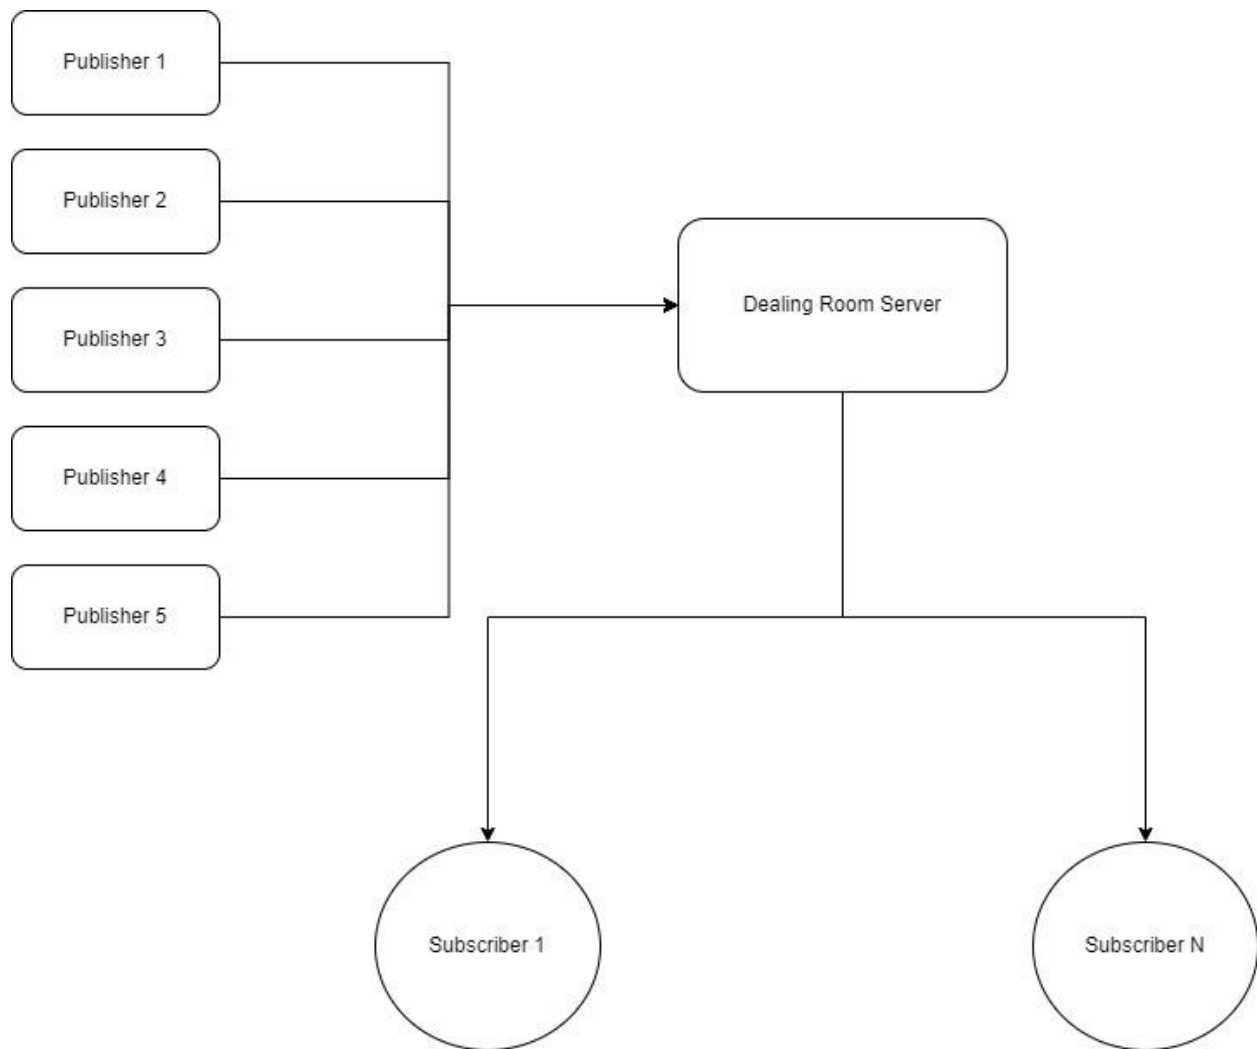 Publisher 1
Publisher 2
Publisher 3
Publisher 4
Publisher 5
Dealing Room Server
Subscriber 1
Subscriber N